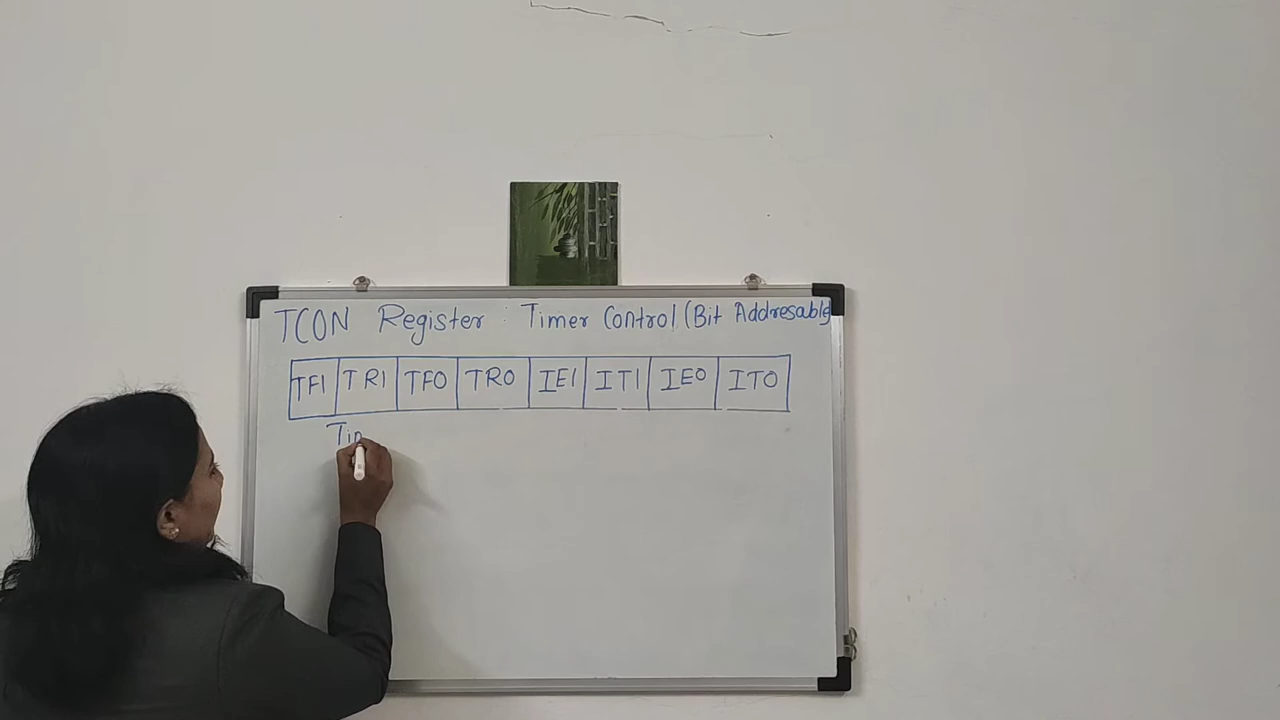 TCON Register : Timer Control (Bit Addresable)
TF1 TR1 TF0 TR0 IE1 IT1 IE0 IT0